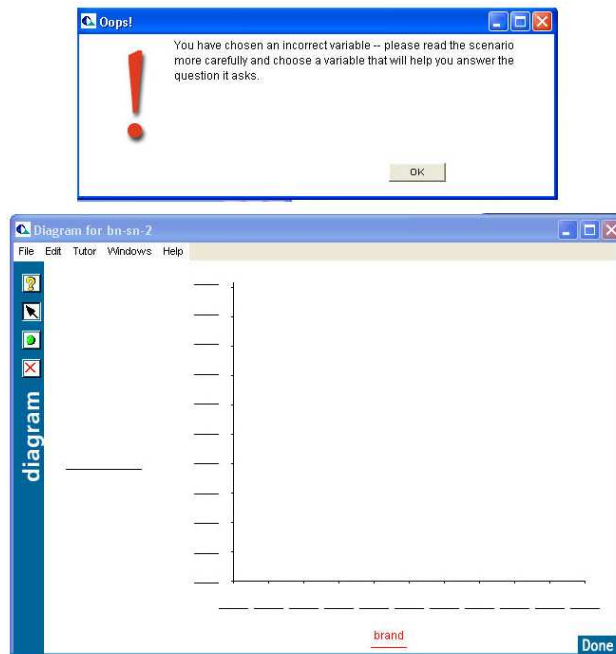 Oops!
You have chosen an incorrect variable -- please read the scenario
more carefully and choose a variable that will help you answer the
question it asks.
OK
Diagram for bn-sn-2
File Edit Tutor Windows Help
diagram
brand
Done